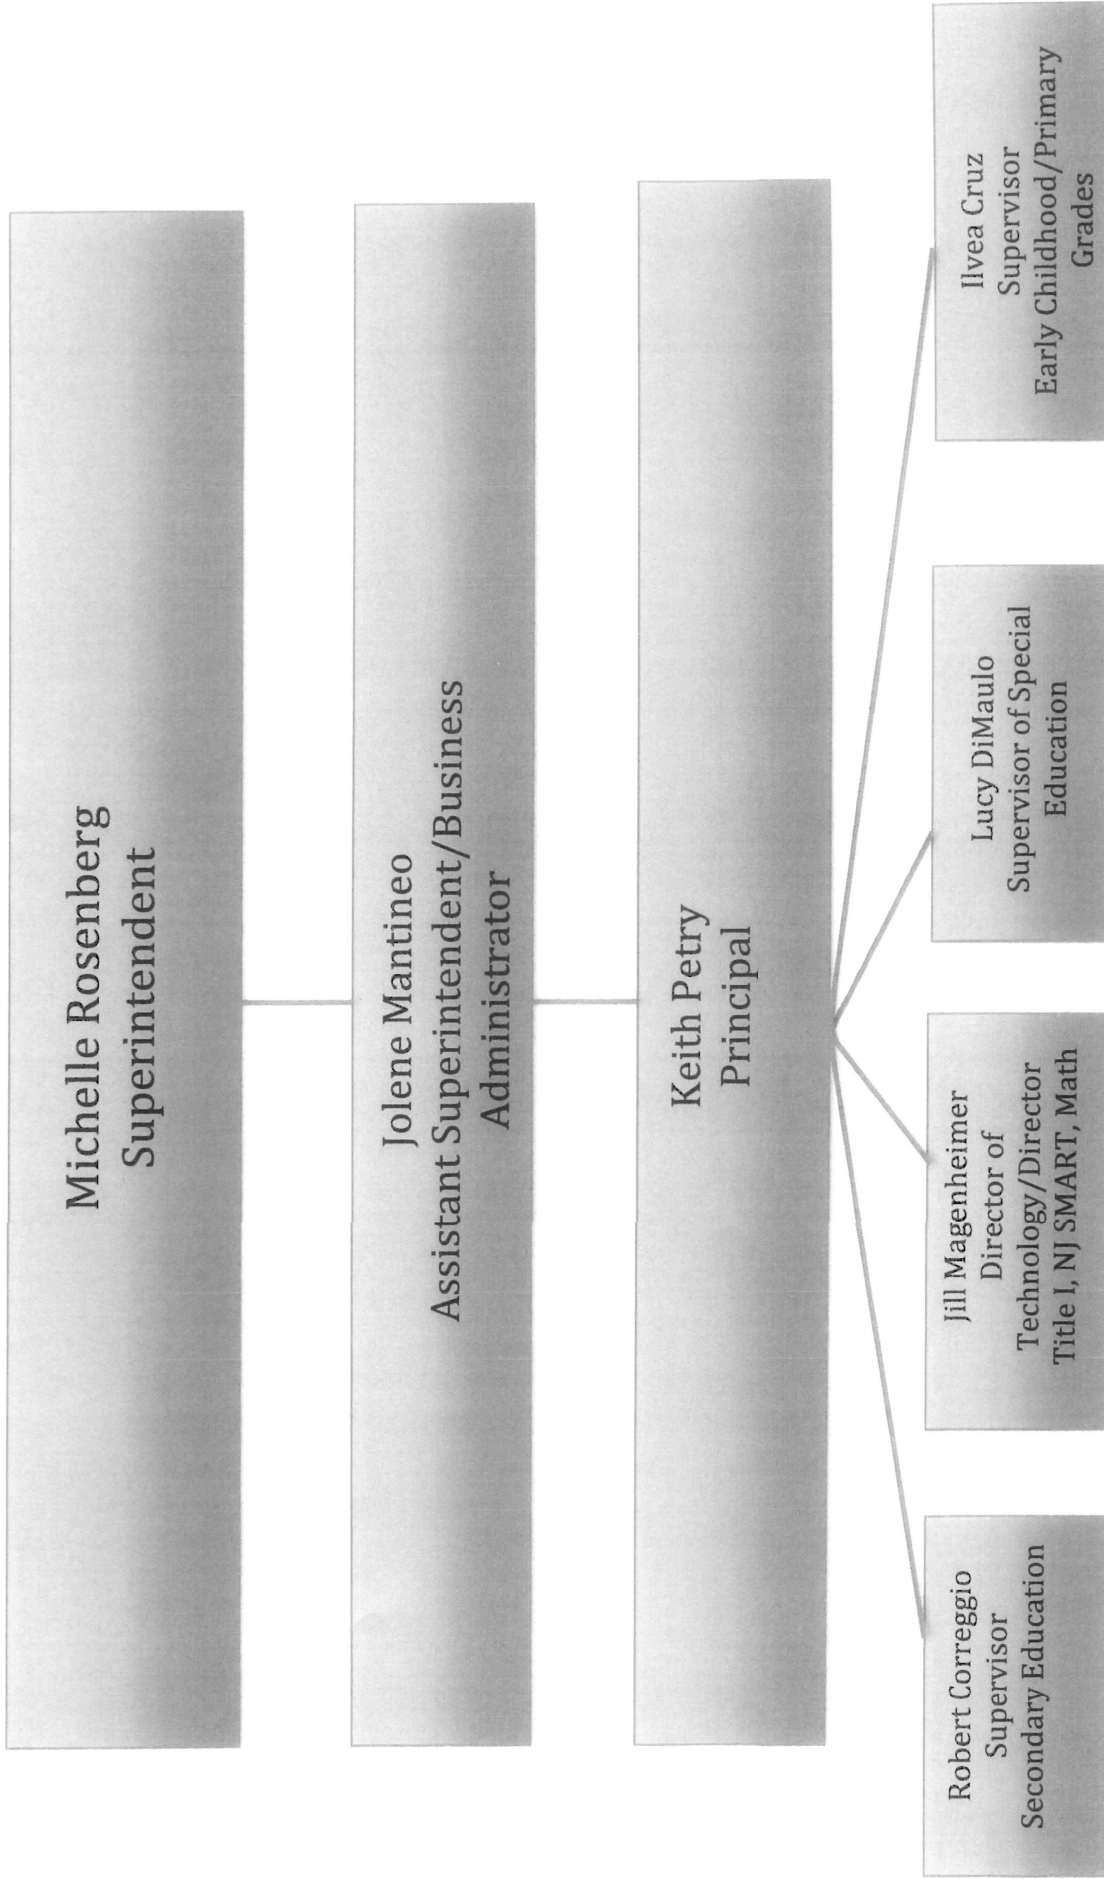 Michelle Rosenberg
Superintendent
Jolene Mantineo
Assistant Superintendent/Business
Administrator
Keith Petry
Principal
Robert Correggio
Supervisor
Secondary Education
Jill Magenheimer
Director of
Technology/Director
Title I, NJ SMART, Math
Lucy DiMaulo
Supervisor of Special
Education
Ilvea Cruz
Supervisor
Early Childhood/Primary
Grades